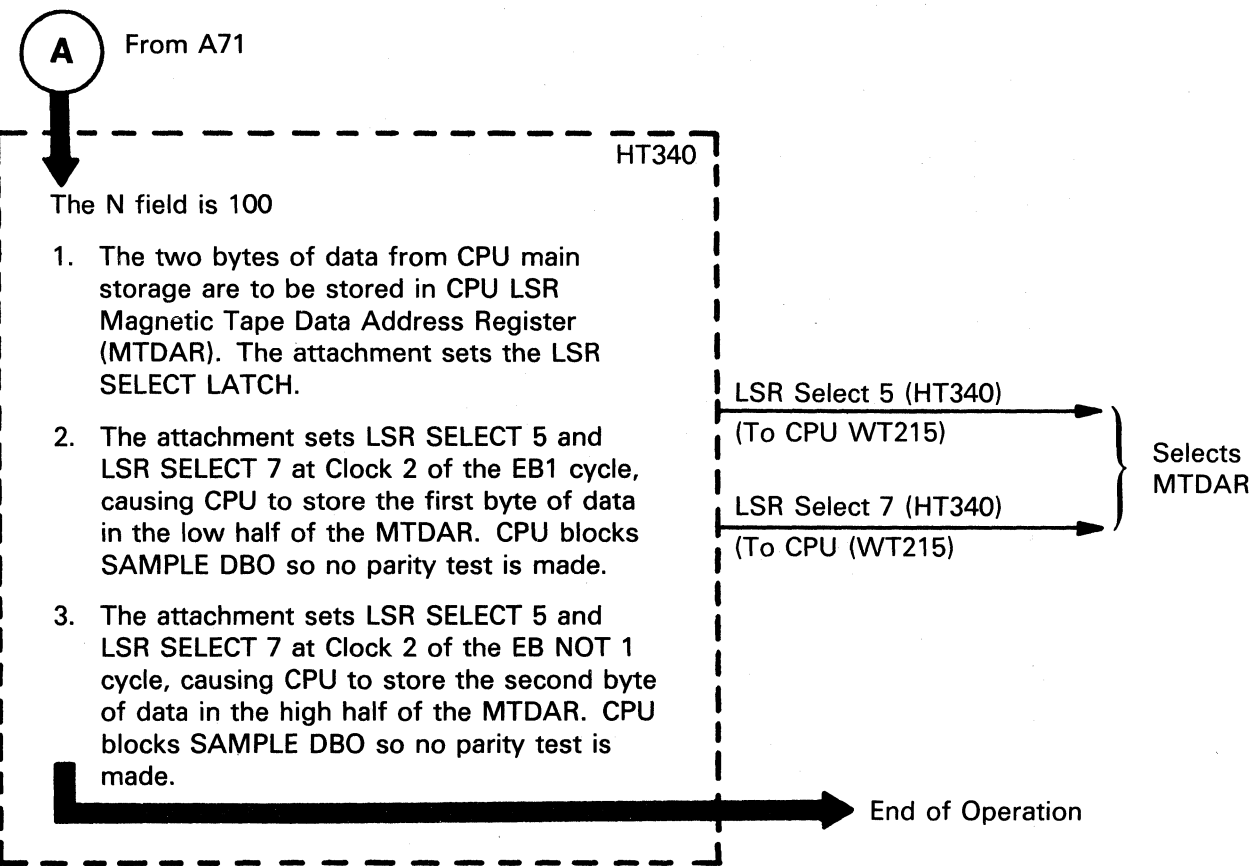 A From A71
HT340
The N field is 100
1. The two bytes of data from CPU main
storage are to be stored in CPU LSR
Magnetic Tape Data Address Register
(MTDAR). The attachment sets the LSR
SELECT LATCH.
2. The attachment sets LSR SELECT 5 and
LSR SELECT 7 at Clock 2 of the EB1 cycle,
causing CPU to store the first byte of data
in the low half of the MTDAR. CPU blocks
SAMPLE DBO so no parity test is made.
3. The attachment sets LSR SELECT 5 and
LSR SELECT 7 at Clock 2 of the EB NOT 1
cycle, causing CPU to store the second byte
of data in the high half of the MTDAR. CPU
blocks SAMPLE DBO so no parity test is
made.
LSR Select 5 (HT340)
(To CPU WT215)
LSR Select 7 (HT340)
(To CPU (WT215)
Selects
MTDAR
End of Operation